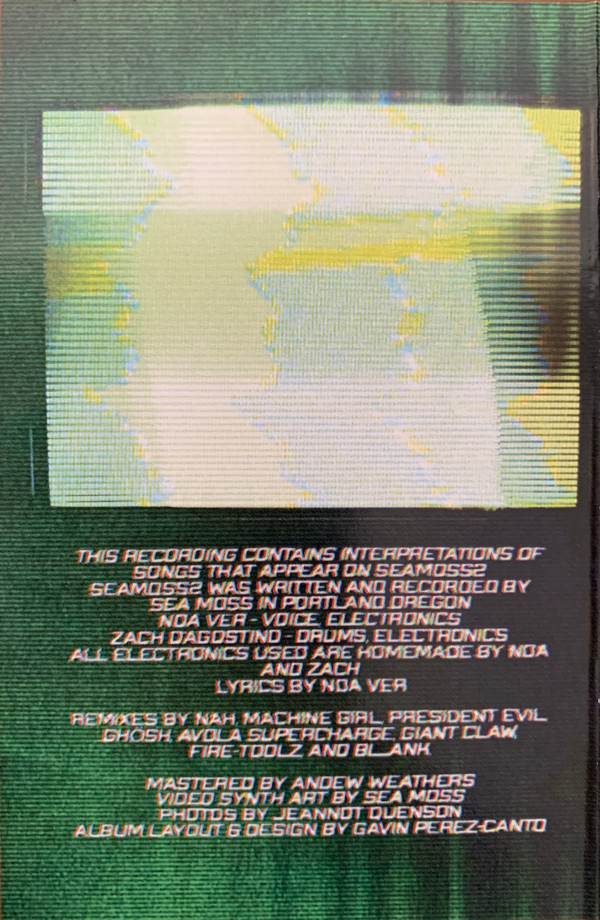 THIS RECORDING CONTAINS INTERPRETATIONS OF
SONGS THAT APPEAR ON SEAMOSS2
SEAMOSS2 WAS WRITTEN AND RECORDED BY
SEA MOSS IN PORTLAND OREGON
NOA VER - VOICE ELECTRONICS
ZACH DAGOSTINO - DRUMS, ELECTRONICS
ALL ELECTRONICS USED ARE HOMEMADE BY NOA
AND ZACH
LYRICS BY NOA VER
REMIXES BY NAH, MACHINE GIRL, PRESIDENT EVIL
GHÖSH, AVOLA SUPERCHARGE, GIANT CLAW,
FIRE-TOOLZ AND BL_ANK
MASTERED BY ANDEW WEATHERS
VIDEO SYNTH ART BY SEA MOSS
PHOTOS BY JEANNOT QUENSON
ALBUM LAYOUT & DESIGN BY GAVIN PEREZ-CANTO